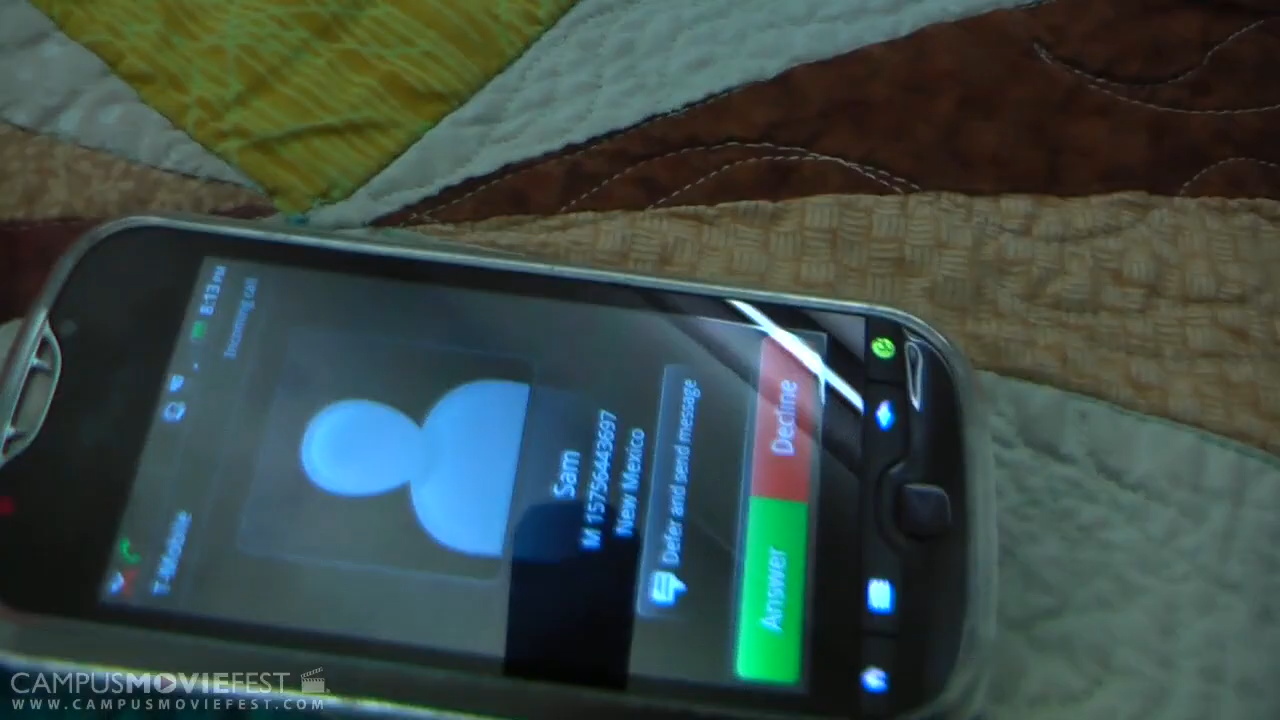 8:13 PM
T-Mobile
Incoming call
Sam
M 15756443697
New Mexico
Defer and send message
Answer
Decline
CAMPUSMOVIEFEST
WWW.CAMPUSMOVIEFEST.COM